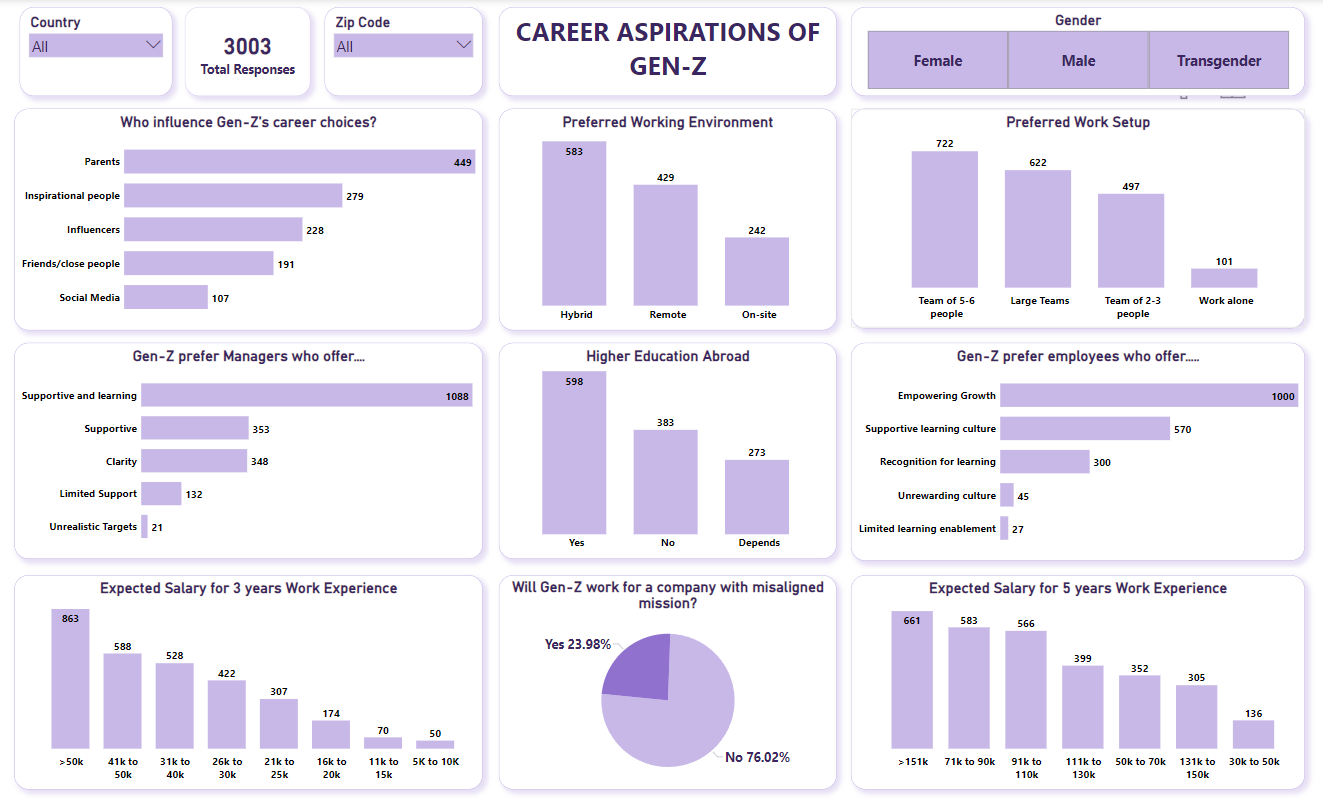 Country
All
3003
Total Responses
Zip Code
All
CAREER ASPIRATIONS OF
GEN-Z
Gender
Female
Male
Transgender
Who influence Gen-Z's career choices?
Parents
449
Inspirational people
279
Influencers
228
Friends/close people
191
Social Media
107
Preferred Working Environment
583
429
242
Hybrid
Remote
On-site
Preferred Work Setup
722
622
497
101
Team of 5-6
people
Large Teams
Team of 2-3
people
Work alone
Gen-Z prefer Managers who offer....
Supportive and learning
1088
Supportive
353
Clarity
348
Limited Support
132
Unrealistic Targets
21
Higher Education Abroad
598
383
273
Yes
No
Depends
Gen-Z prefer employees who offer.....
Empowering Growth
1000
Supportive learning culture
570
Recognition for learning
300
Unrewarding culture
45
Limited learning enablement
27
Expected Salary for 3 years Work Experience
863
588
528
422
307
174
70
50
>50k
41k to
50k
31k to
40k
26k to
30k
21k to
25k
16k to
20k
11k to
15k
5K to 10K
Will Gen-Z work for a company with misaligned
mission?
Yes 23.98%
No 76.02%
Expected Salary for 5 years Work Experience
661
583
566
399
352
305
136
>151k
71k to 90k
91k to
110k
111k to
130k
50k to 70k
131k to
150k
30k to 50k